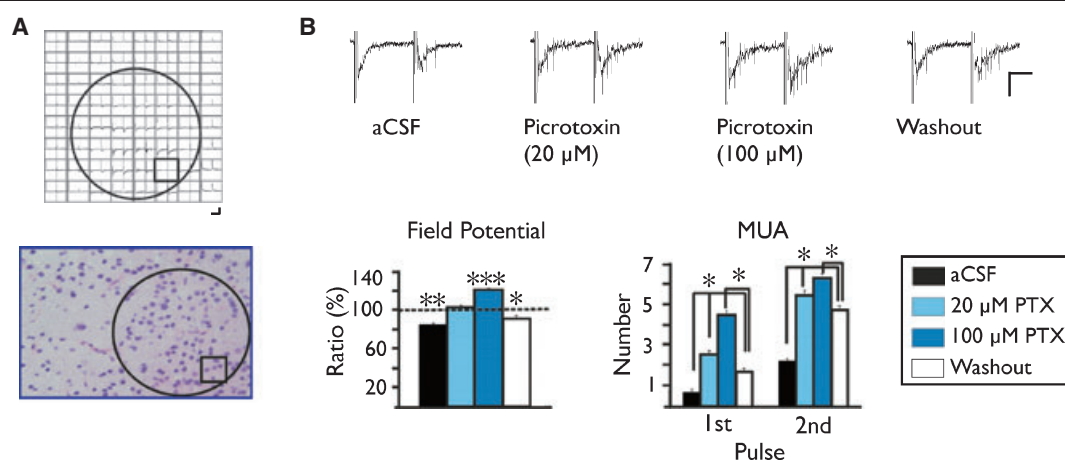 A
B
aCSF
Picrotoxin
(20 µM)
Picrotoxin
(100 µM)
Washout
Field Potential
140
100
60
20
Ratio (%)
**
***
*
MUA
7
5
3
1
Number
* *
* *
1st 2nd
Pulse
aCSF
20 µM PTX
100 µM PTX
Washout